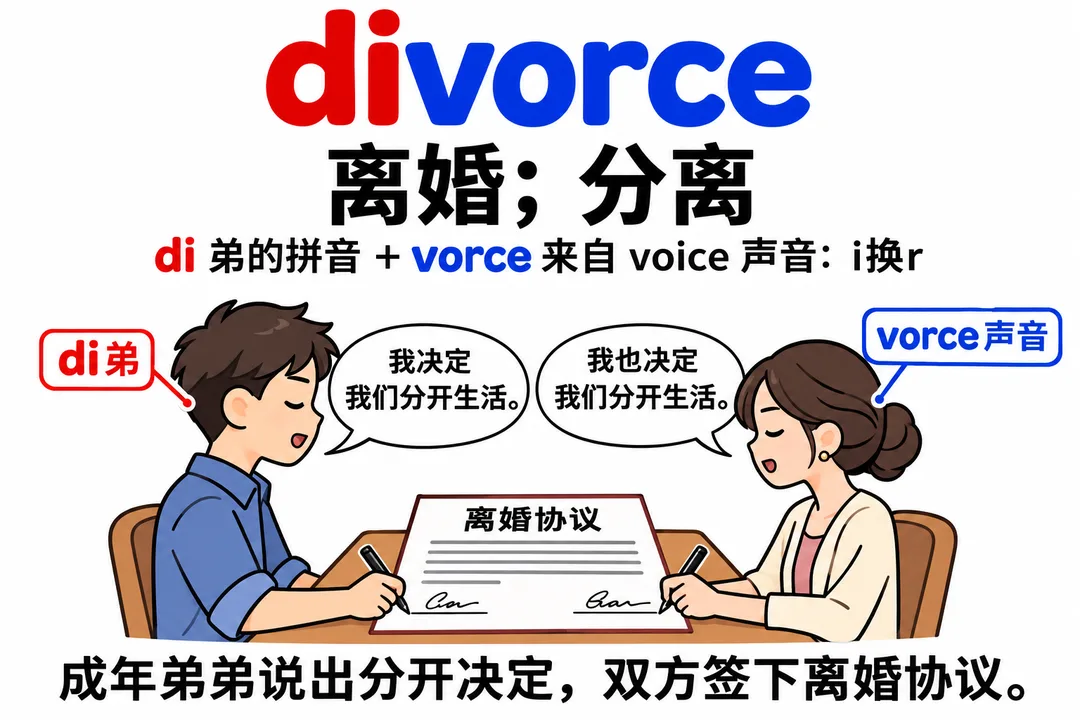 divorce
离婚；分离
di 弟的拼音 + vorce 来自 voice 声音：i换r
di弟
我决定
我们分开生活。
我也决定
我们分开生活。
vorce声音
离婚协议
成年弟弟说出分开决定，双方签下离婚协议。